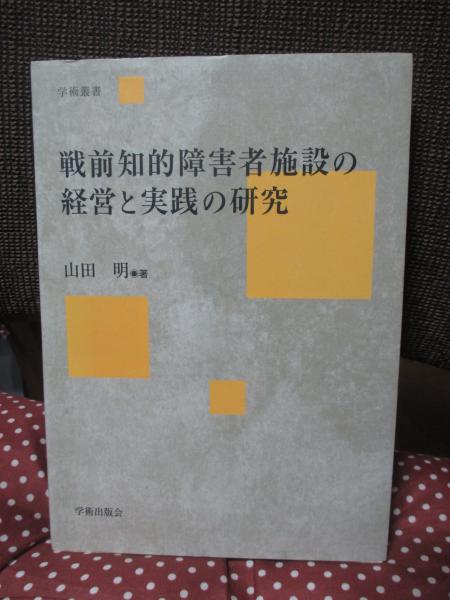 学術叢書
戦前知的障害者施設の
経営と実践の研究
山田 明◉著
学術出版会